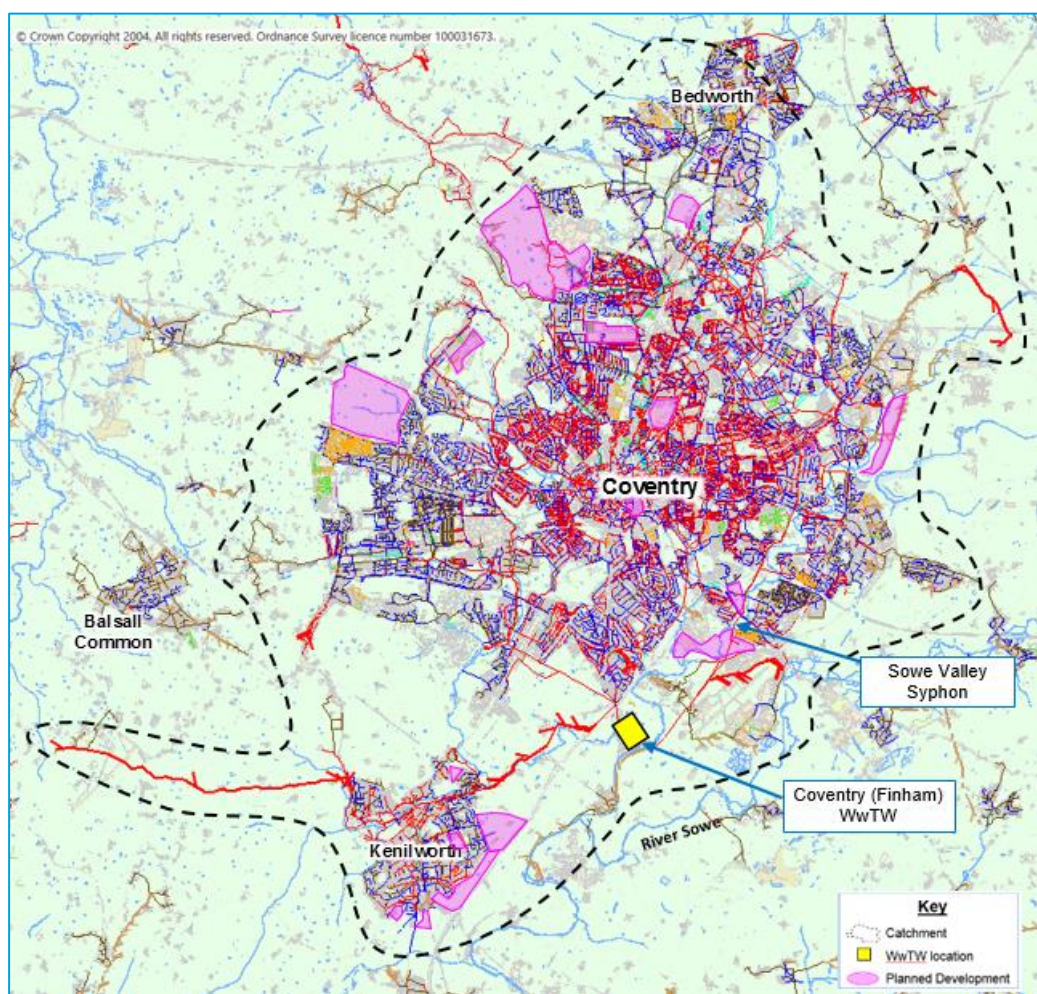 © Crown Copyright 2004. All rights reserved. Ordnance Survey licence number 100031673.
Bedworth
Coventry
Balsall
Common
Sowe Valley
Syphon
Coventry (Finham)
WwTW
River Sowe
Kenilworth
Key
Catchment
WwTW location
Planned Development